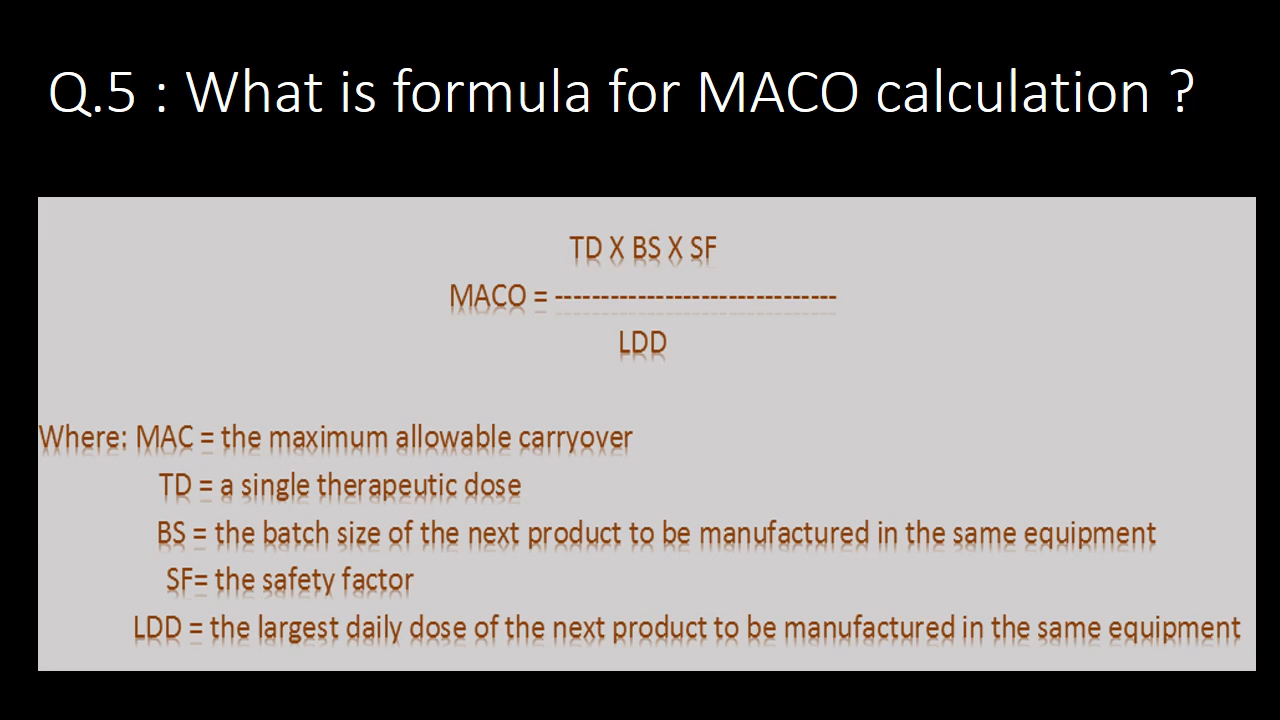 Q.5 : What is formula for MACO calculation ?
TD X BS X SF
MACO = -------------------------------
LDD
Where: MAC = the maximum allowable carryover
TD = a single therapeutic dose
BS = the batch size of the next product to be manufactured in the same equipment
SF= the safety factor
LDD = the largest daily dose of the next product to be manufactured in the same equipment